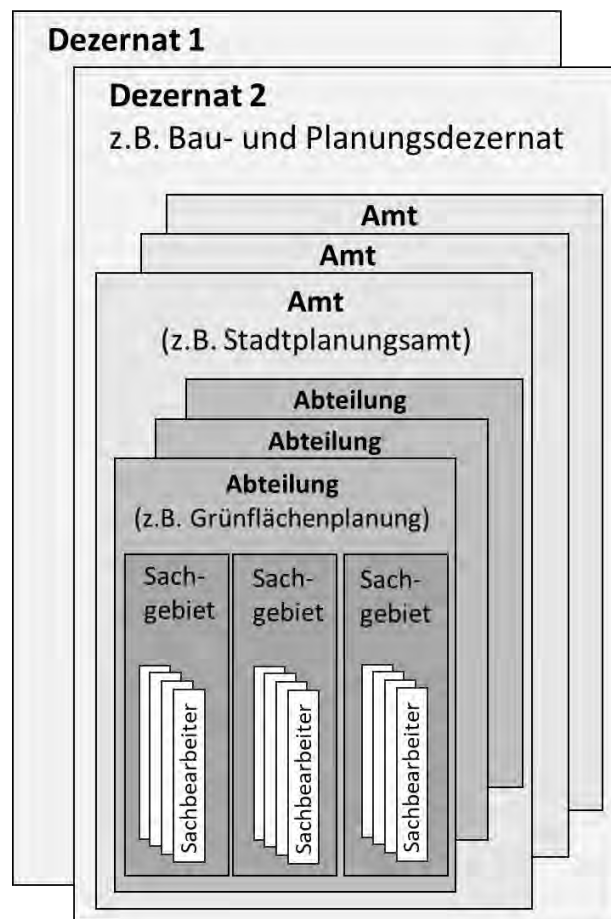 Dezernat 1
Dezernat 2
z.B. Bau- und Planungsdezernat
Amt
Amt
Amt
(z.B. Stadtplanungsamt)
Abteilung
Abteilung
Abteilung
(z.B. Grünflächenplanung)
Sach-
gebiet
Sach-
gebiet
Sach-
gebiet
Sachbearbeiter
Sachbearbeiter
Sachbearbeiter